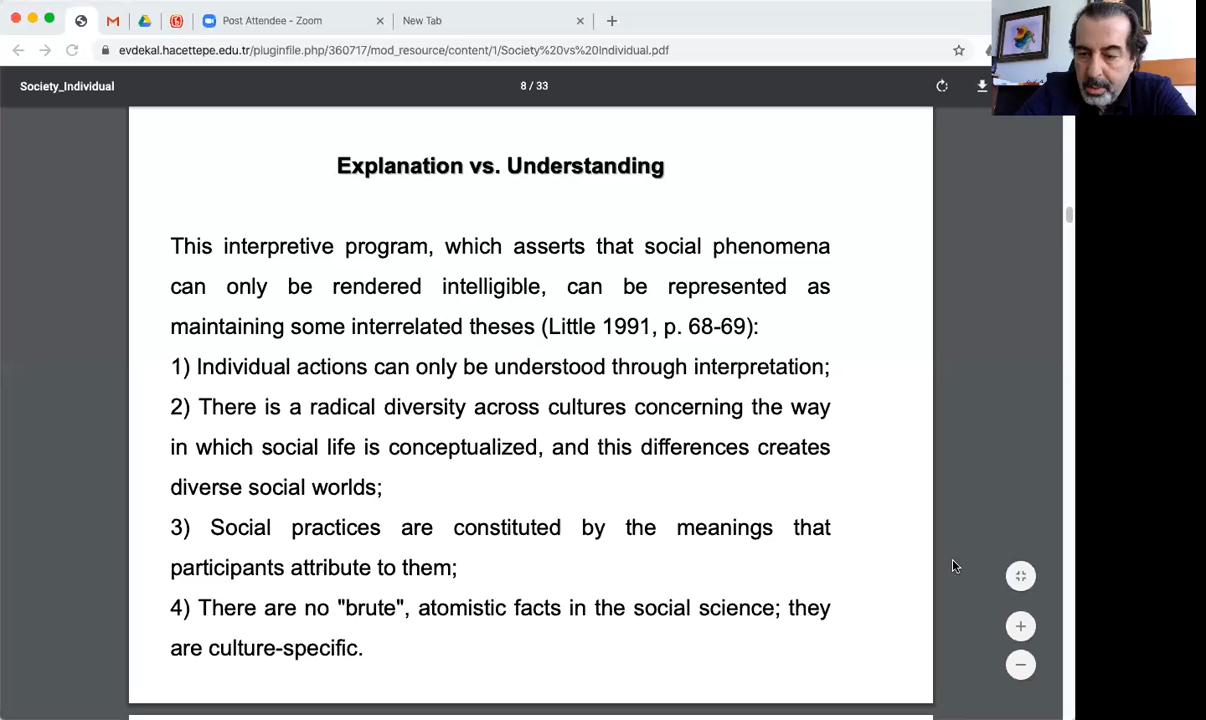 Post Attendee - Zoom
New Tab
evdekal.hacettepe.edu.tr/pluginfile.php/360717/mod_resource/content/1/Society%20vs%20Individual.pdf
Society_Individual
8 / 33
Explanation vs. Understanding
This interpretive program, which asserts that social phenomena
can only be rendered intelligible, can be represented as
maintaining some interrelated theses (Little 1991, p. 68-69):
1) Individual actions can only be understood through interpretation;
2) There is a radical diversity across cultures concerning the way
in which social life is conceptualized, and this differences creates
diverse social worlds;
3) Social practices are constituted by the meanings that
participants attribute to them;
4) There are no "brute", atomistic facts in the social science; they
are culture-specific.